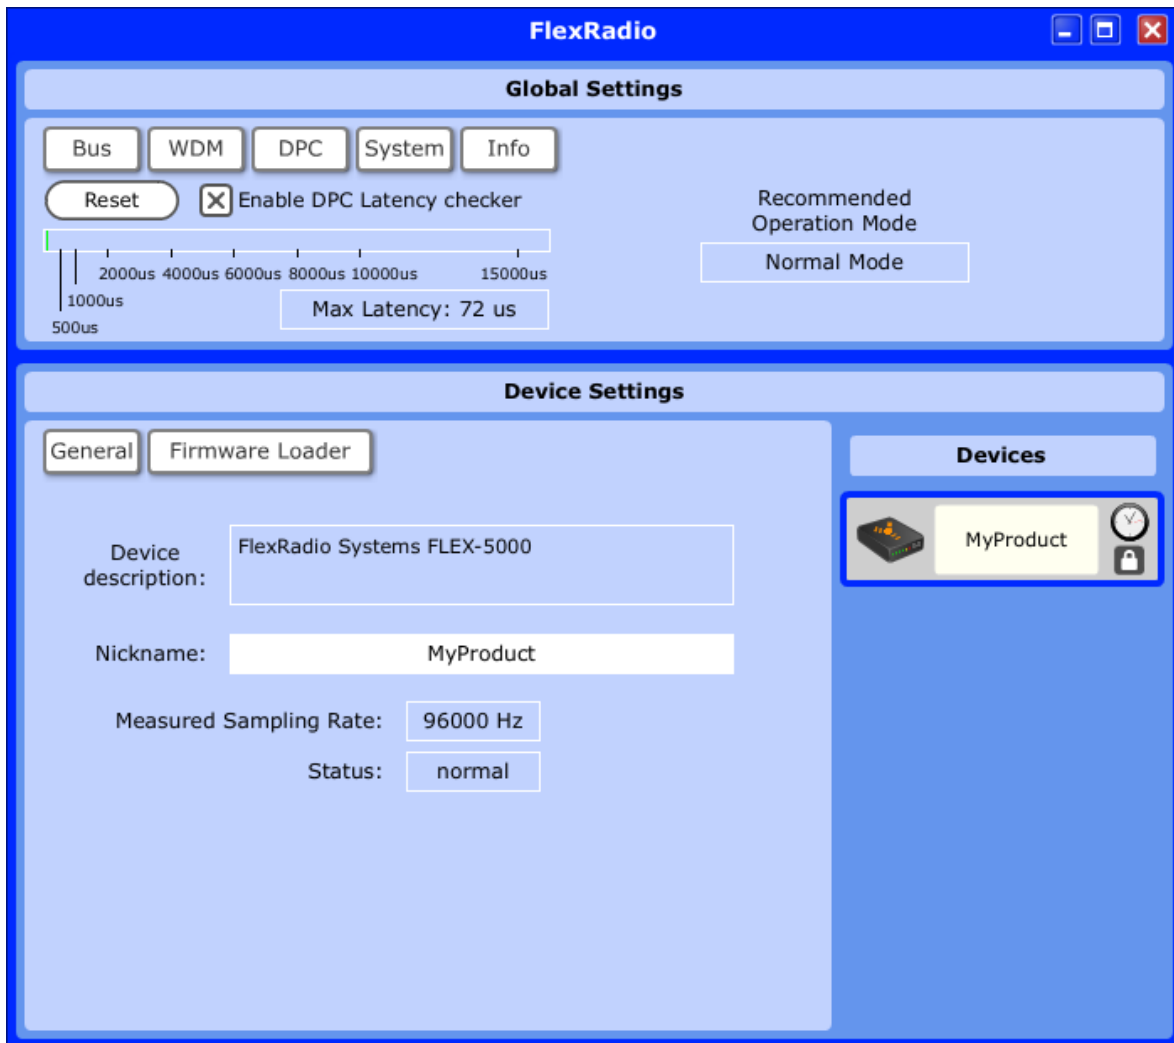 FlexRadio
Global Settings
Bus WDM DPC System Info
Reset Enable DPC Latency checker
Recommended
Operation Mode
Normal Mode
2000us 4000us 6000us 8000us 10000us 15000us
1000us
500us
Max Latency: 72 us
Device Settings
General Firmware Loader
Device
description:
FlexRadio Systems FLEX-5000
Nickname: MyProduct
Measured Sampling Rate: 96000 Hz
Status: normal
Devices
MyProduct